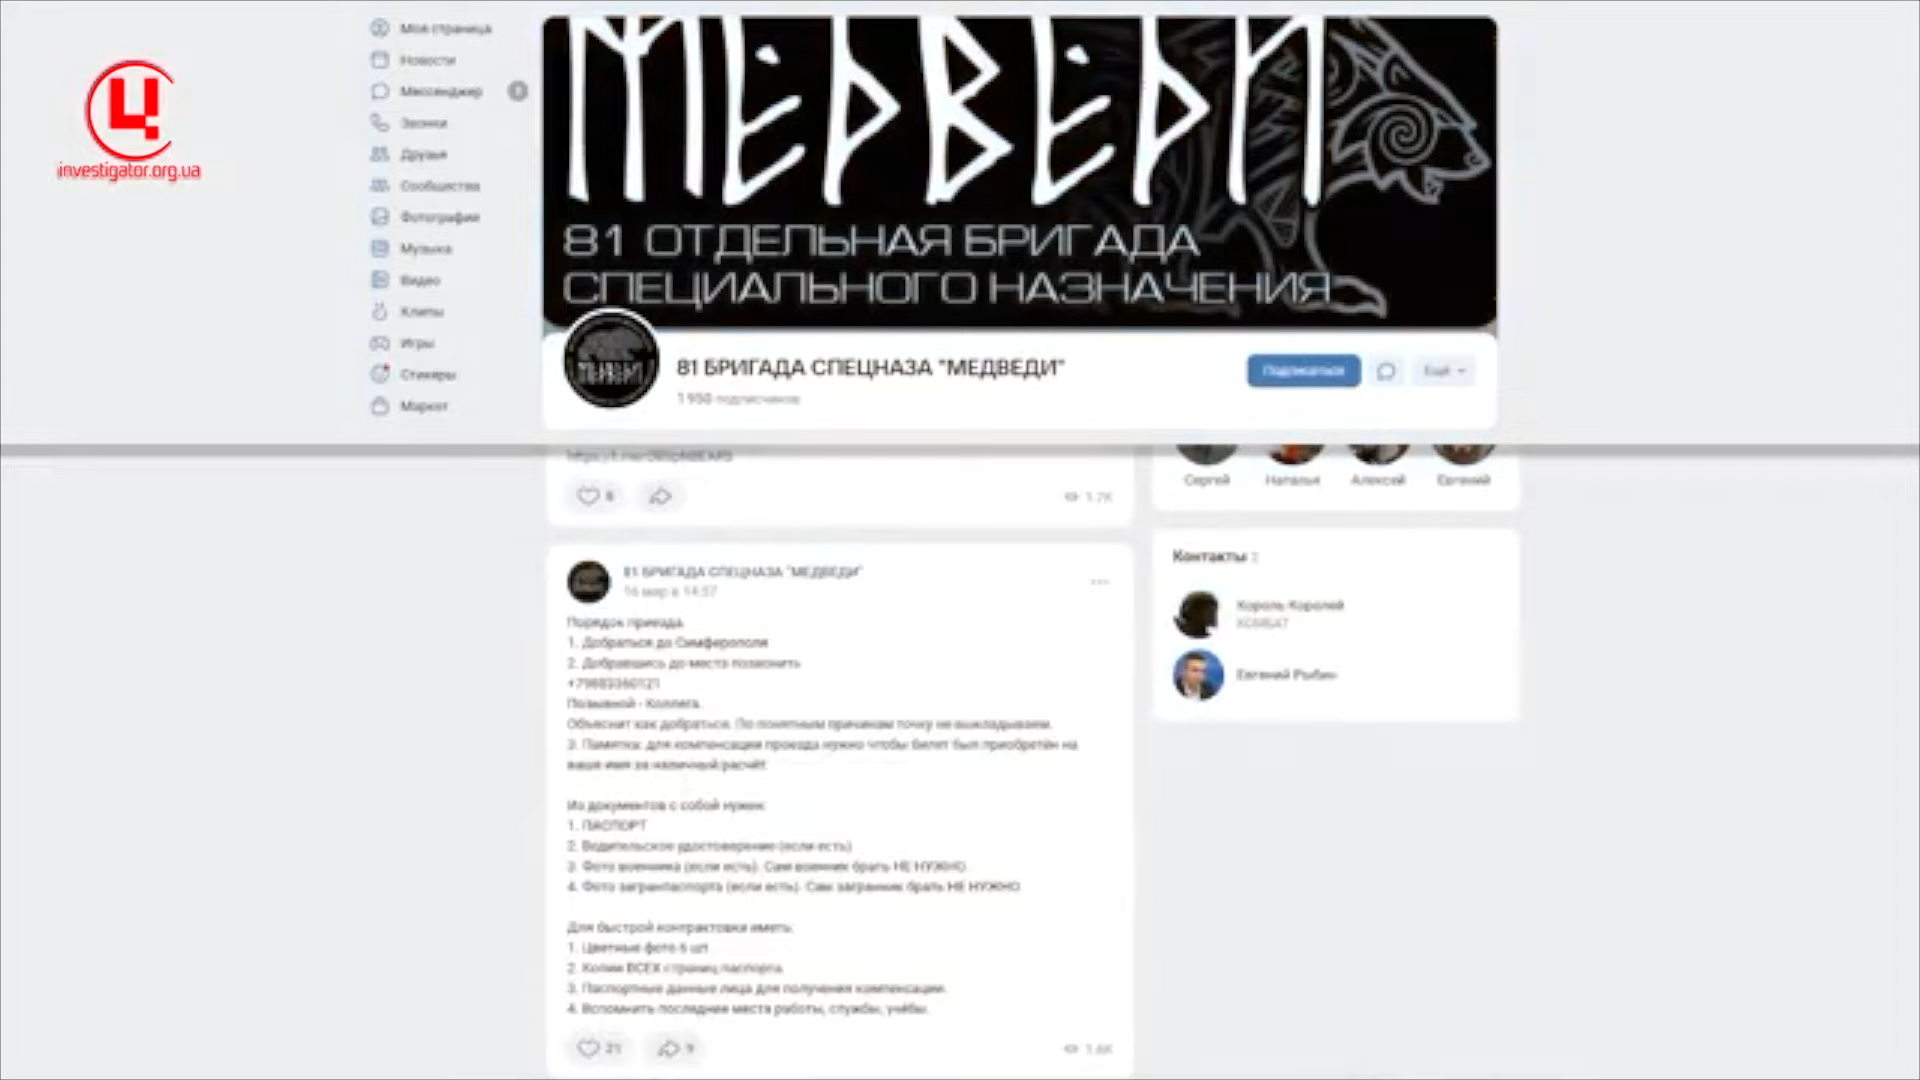 Ц
investigator.org.ua
Моя страница
Новости
Мессенджер
Звонки
Друзья
Сообщества
Фотографии
Музыка
Видео
Клипы
Игры
Стикеры
Маркет
МЕДВЕДИ
81 ОТДЕЛЬНАЯ БРИГАДА
СПЕЦИАЛЬНОГО НАЗНАЧЕНИЯ
81 БРИГАДА СПЕЦНАЗА "МЕДВЕДИ"
1 950 подписчиков
Подписаться
Ещё
1.7K
Сергей
Наталья
Алексей
Евгений
81 БРИГАДА СПЕЦНАЗА "МЕДВЕДИ"
16 мар в 14:57
Порядок приезда.
1. Добраться до Симферополя
2. Добравшись до места позвонить
+79883360121
Позывной - Коллега.
Объяснит как добраться. По понятным причинам точку не выкладываем.
3. Памятка: для компенсации проезда нужно чтобы билет был приобретён на
ваше имя за наличный расчёт
Из документов с собой нужен:
1. ПАСПОРТ
2. Водительское удостоверение (если есть)
3. Фото военника (если есть). Сам военник брать НЕ НУЖНО
4. Фото загранпаспорта (если есть). Сам загранник брать НЕ НУЖНО
Для быстрой контрактовки иметь:
1. Цветные фото 6 шт
2. Копии ВСЕХ страниц паспорта
3. Паспортные данные лица для получения компенсации.
4. Вспомнить последние места работы, службы, учёбы.
21
9
1.6K
Контакты 2
Король Королей
КОМБАТ
Евгений Рыбин